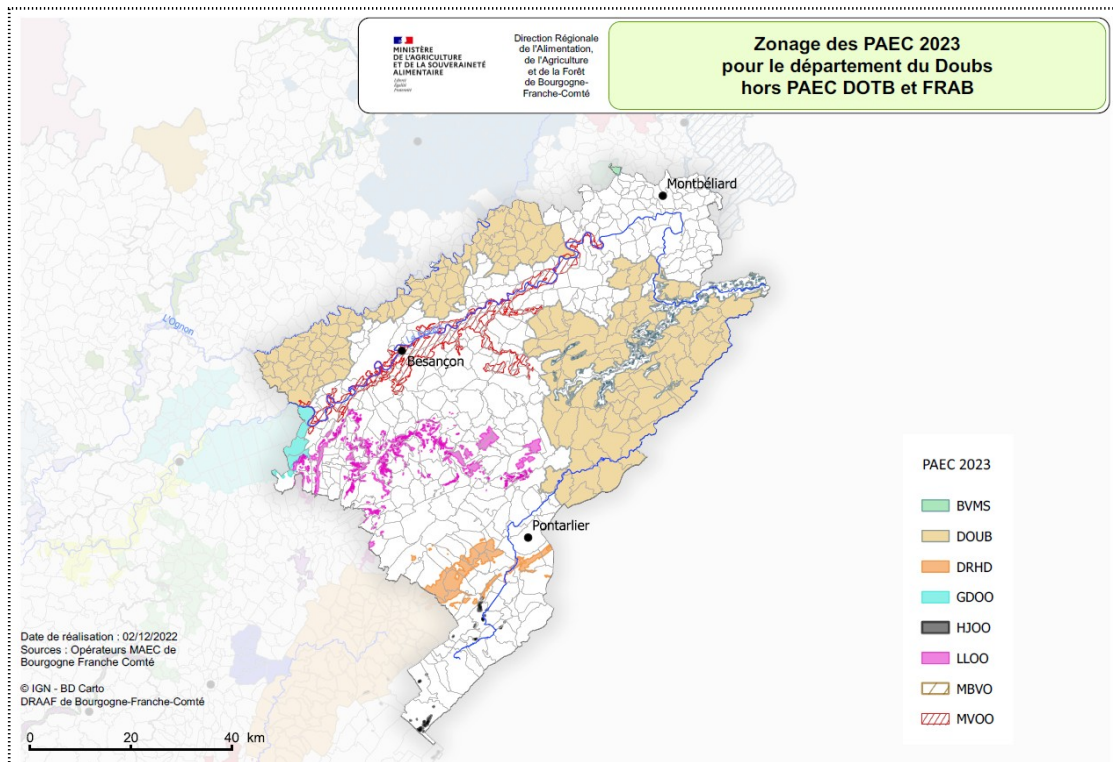 MINISTÈRE
DE L'AGRICULTURE
ET DE LA SOUVERAINETÉ
ALIMENTAIRE
Liberté
Égalité
Fraternité
Direction Régionale
de l'Alimentation,
de l'Agriculture
et de la Forêt
de Bourgogne-
Franche-Comté
Zonage des PAEC 2023
pour le département du Doubs
hors PAEC DOTB et FRAB
Montbéliard
L'Ognon
Besançon
Pontarlier
PAEC 2023
BVMS
DOUB
DRHD
GDOO
HJOO
LLOO
MBVO
MVOO
Date de réalisation : 02/12/2022
Sources : Opérateurs MAEC de
Bourgogne Franche Comté
© IGN - BD Carto
DRAAF de Bourgogne-Franche-Comté
0 20 40 km